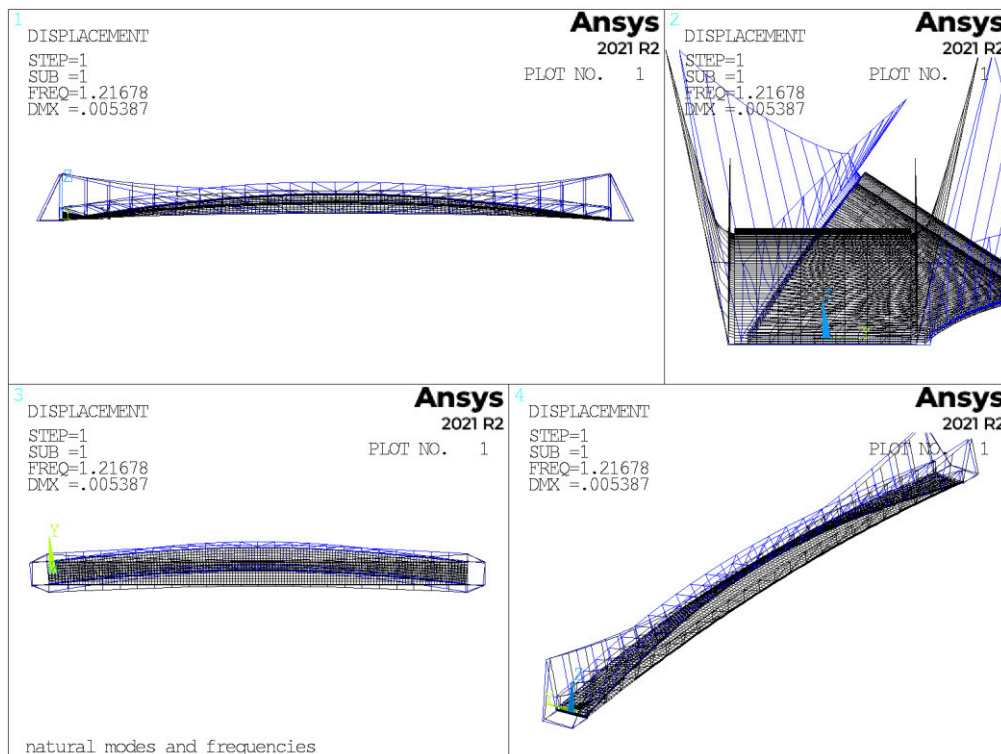 1
Ansys
2021 R2
DISPLACEMENT
STEP=1
SUB =1
FREQ=1.21678
DMX =.005387
PLOT NO. 1
Z
2
Ansys
2021 R2
DISPLACEMENT
STEP=1
SUB =1
FREQ=1.21678
DMX =.005387
PLOT NO. 1
Y
3
Ansys
2021 R2
DISPLACEMENT
STEP=1
SUB =1
FREQ=1.21678
DMX =.005387
PLOT NO. 1
Y
natural modes and frequencies
4
Ansys
2021 R2
DISPLACEMENT
STEP=1
SUB =1
FREQ=1.21678
DMX =.005387
PLOT NO. 1
Z